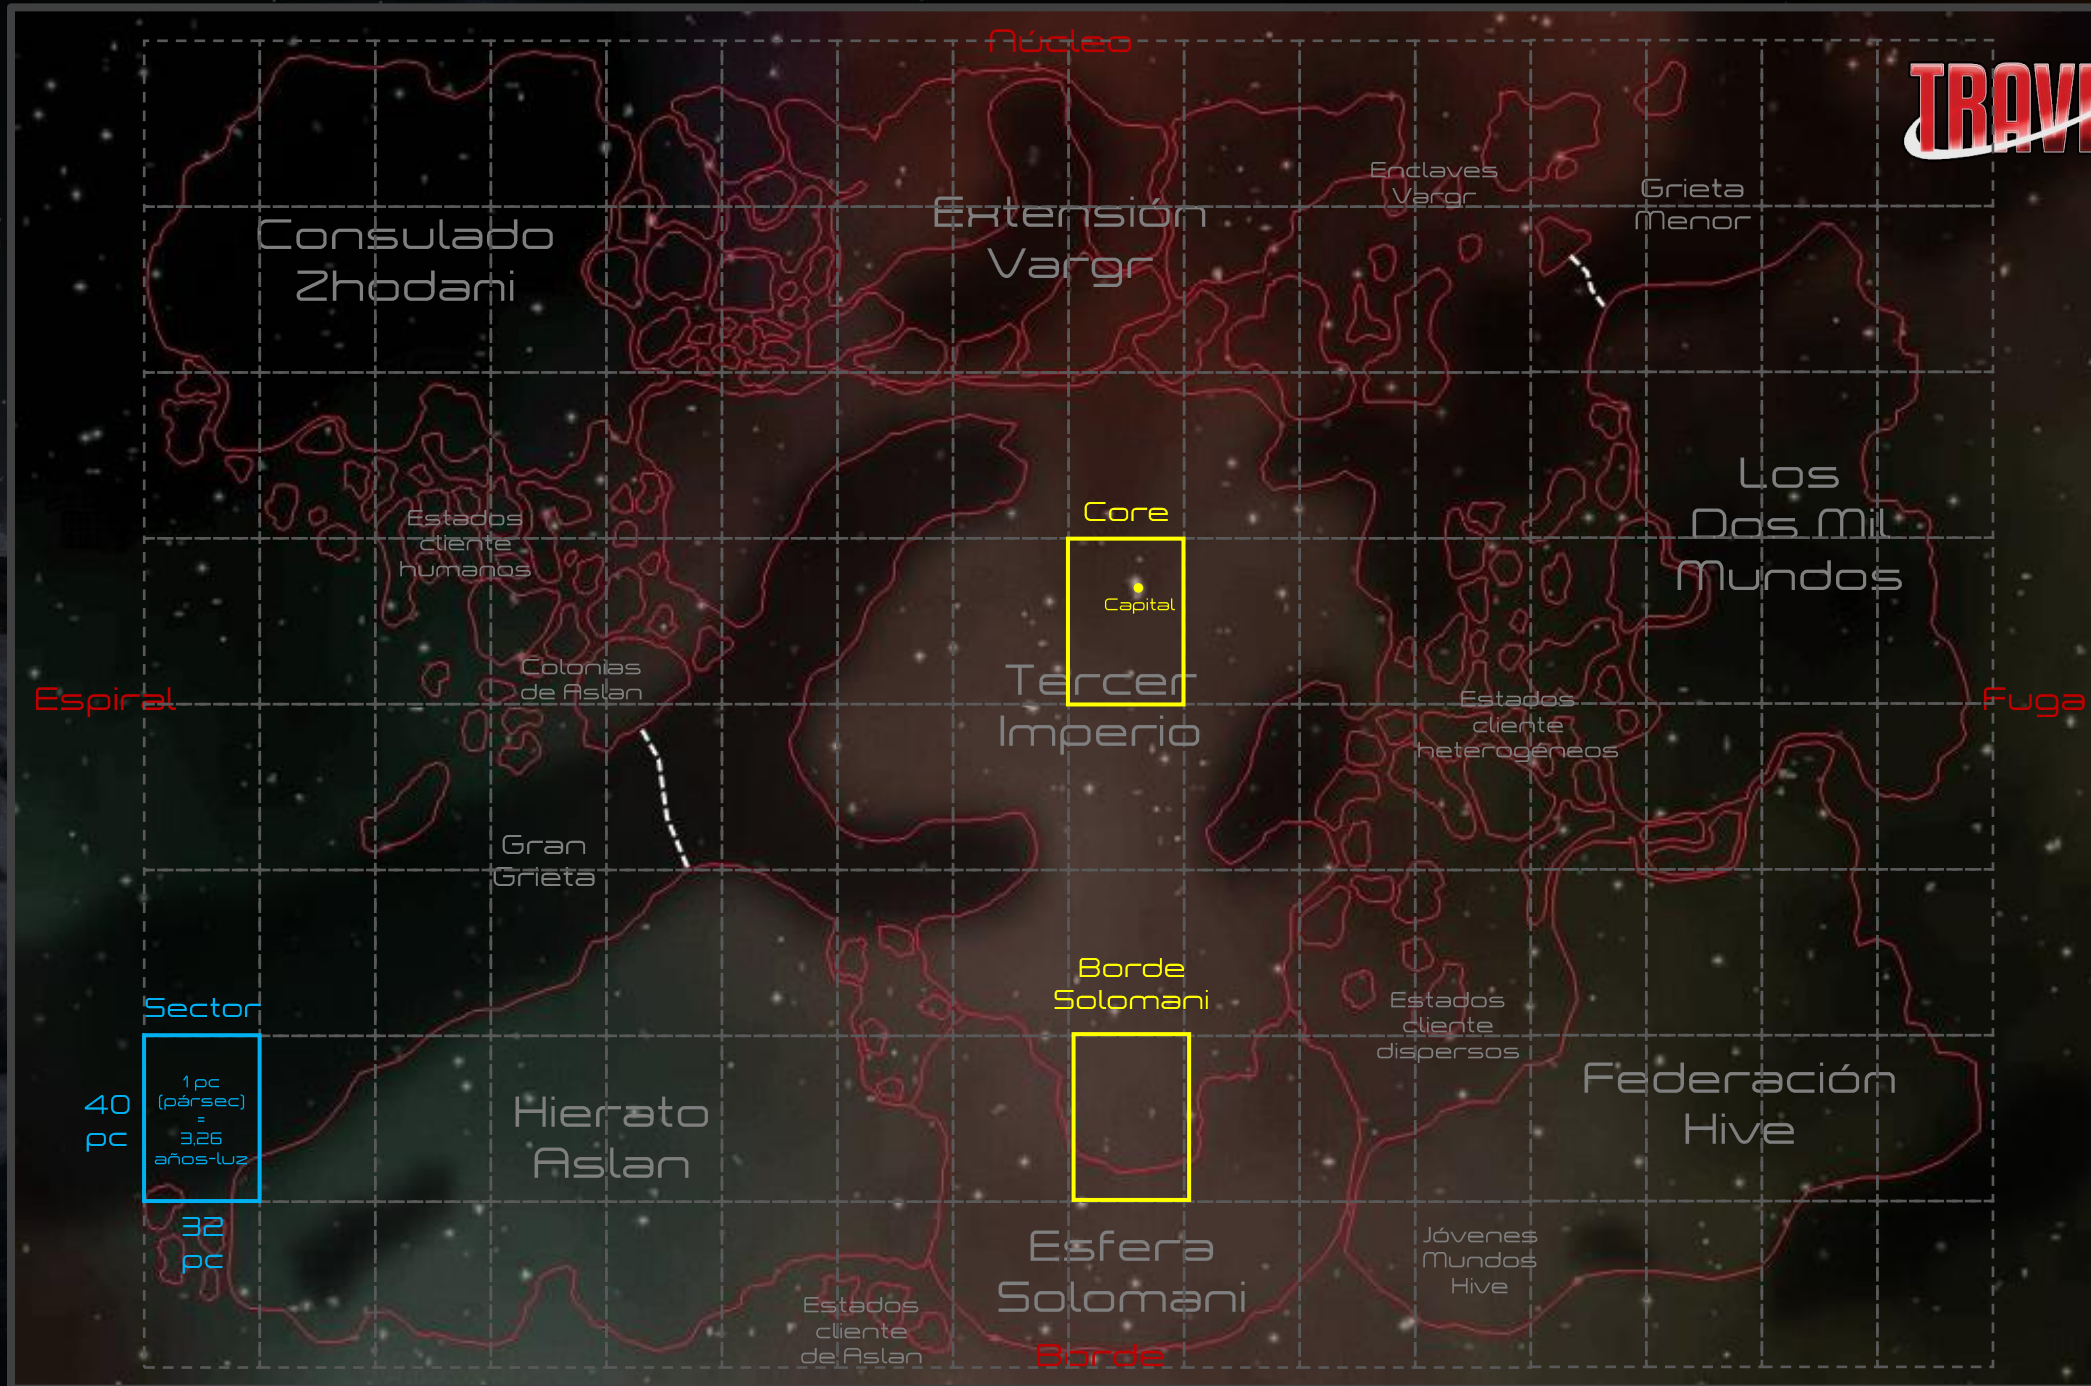 Núcleo
TRAV
Enclaves
Vargr
Grieta
Menor
Extensión
Vargr
Consulado
Zhodani
Los
Dos Mil
Mundos
Core
Capital
Estados
cliente
humanos
Colonias
de Aslan
Tercer
Imperio
Espiral
Fuga
Estados
cliente
heterogéneos
Gran
Grieta
Borde
Solomani
Sector
Estados
cliente
dispersos
1 pc
(pársec)
=
3,26
años-luz
40
pc
32
pc
Hierato
Aslan
Federación
Hive
Esfera
Solomani
Jóvenes
Mundos
Hive
Estados
cliente
de Aslan
Borde